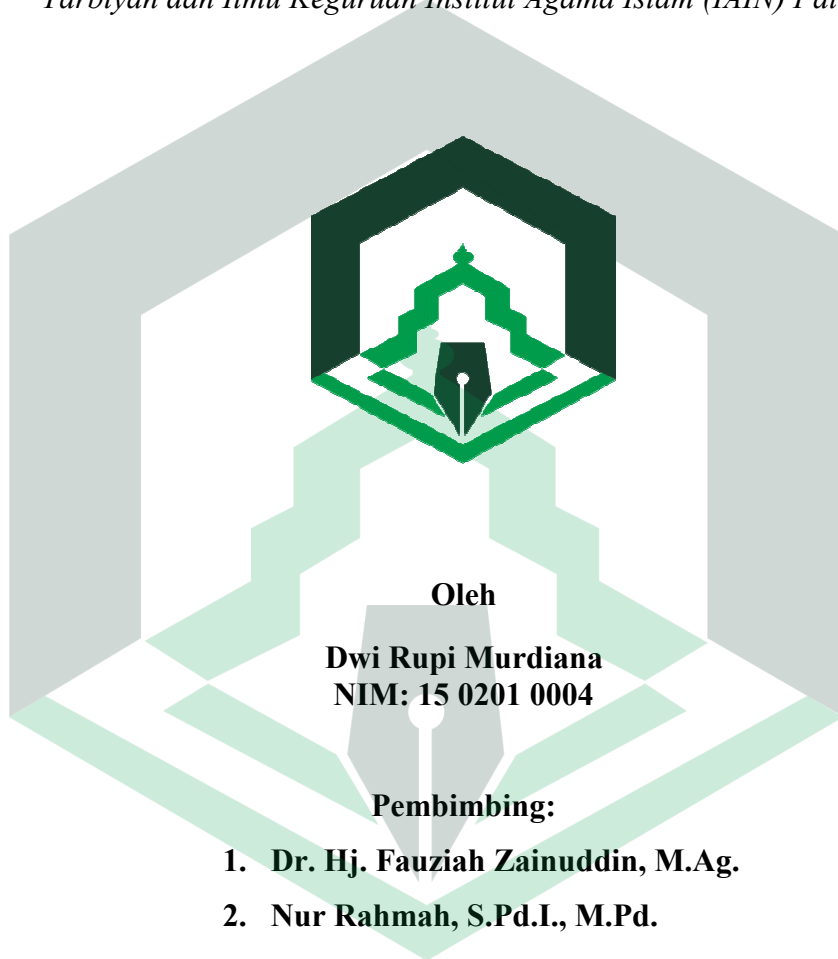 Tarbiyah dan Ilmu Keguruan Institut Agama Islam (IAIN)
Oleh
Dwi Rupi Murdiana
NIM: 15 0201 0004
Pembimbing:
1. Dr. Hj. Fauziah Zainuddin, M.Ag.
2. Nur Rahmah, S.Pd.I., M.Pd.